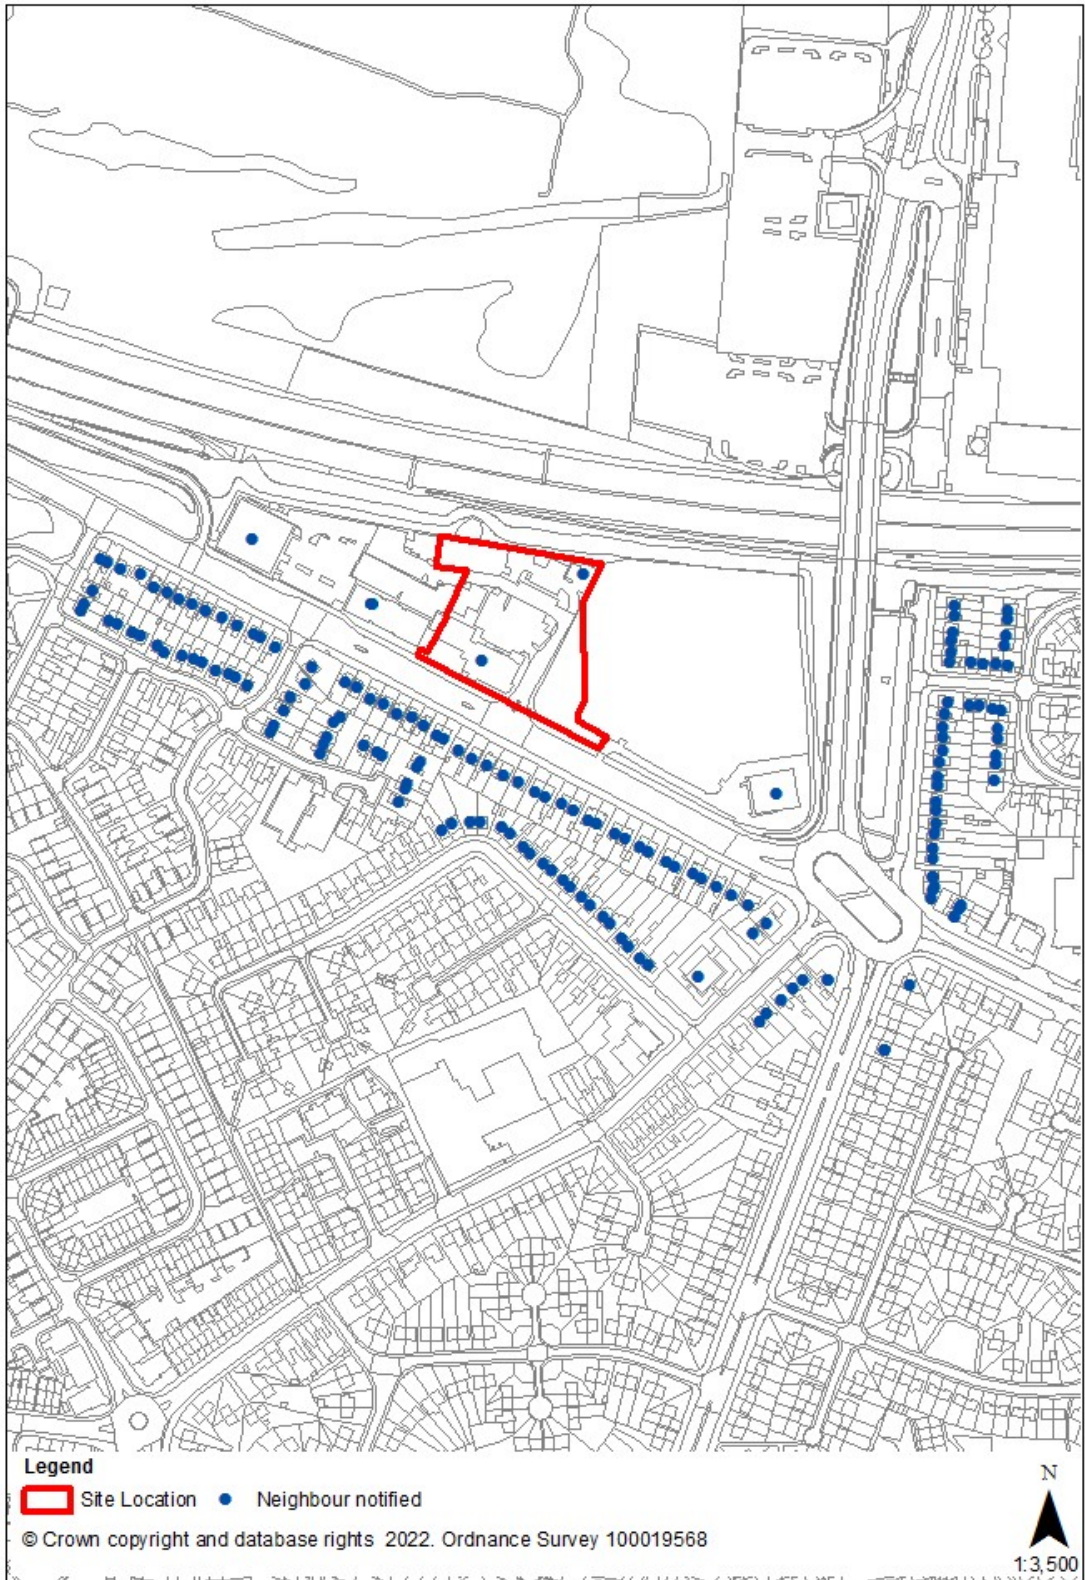 Legend
Site Location Neighbour notified
N
© Crown copyright and database rights 2022. Ordnance Survey 100019568
1:3,500